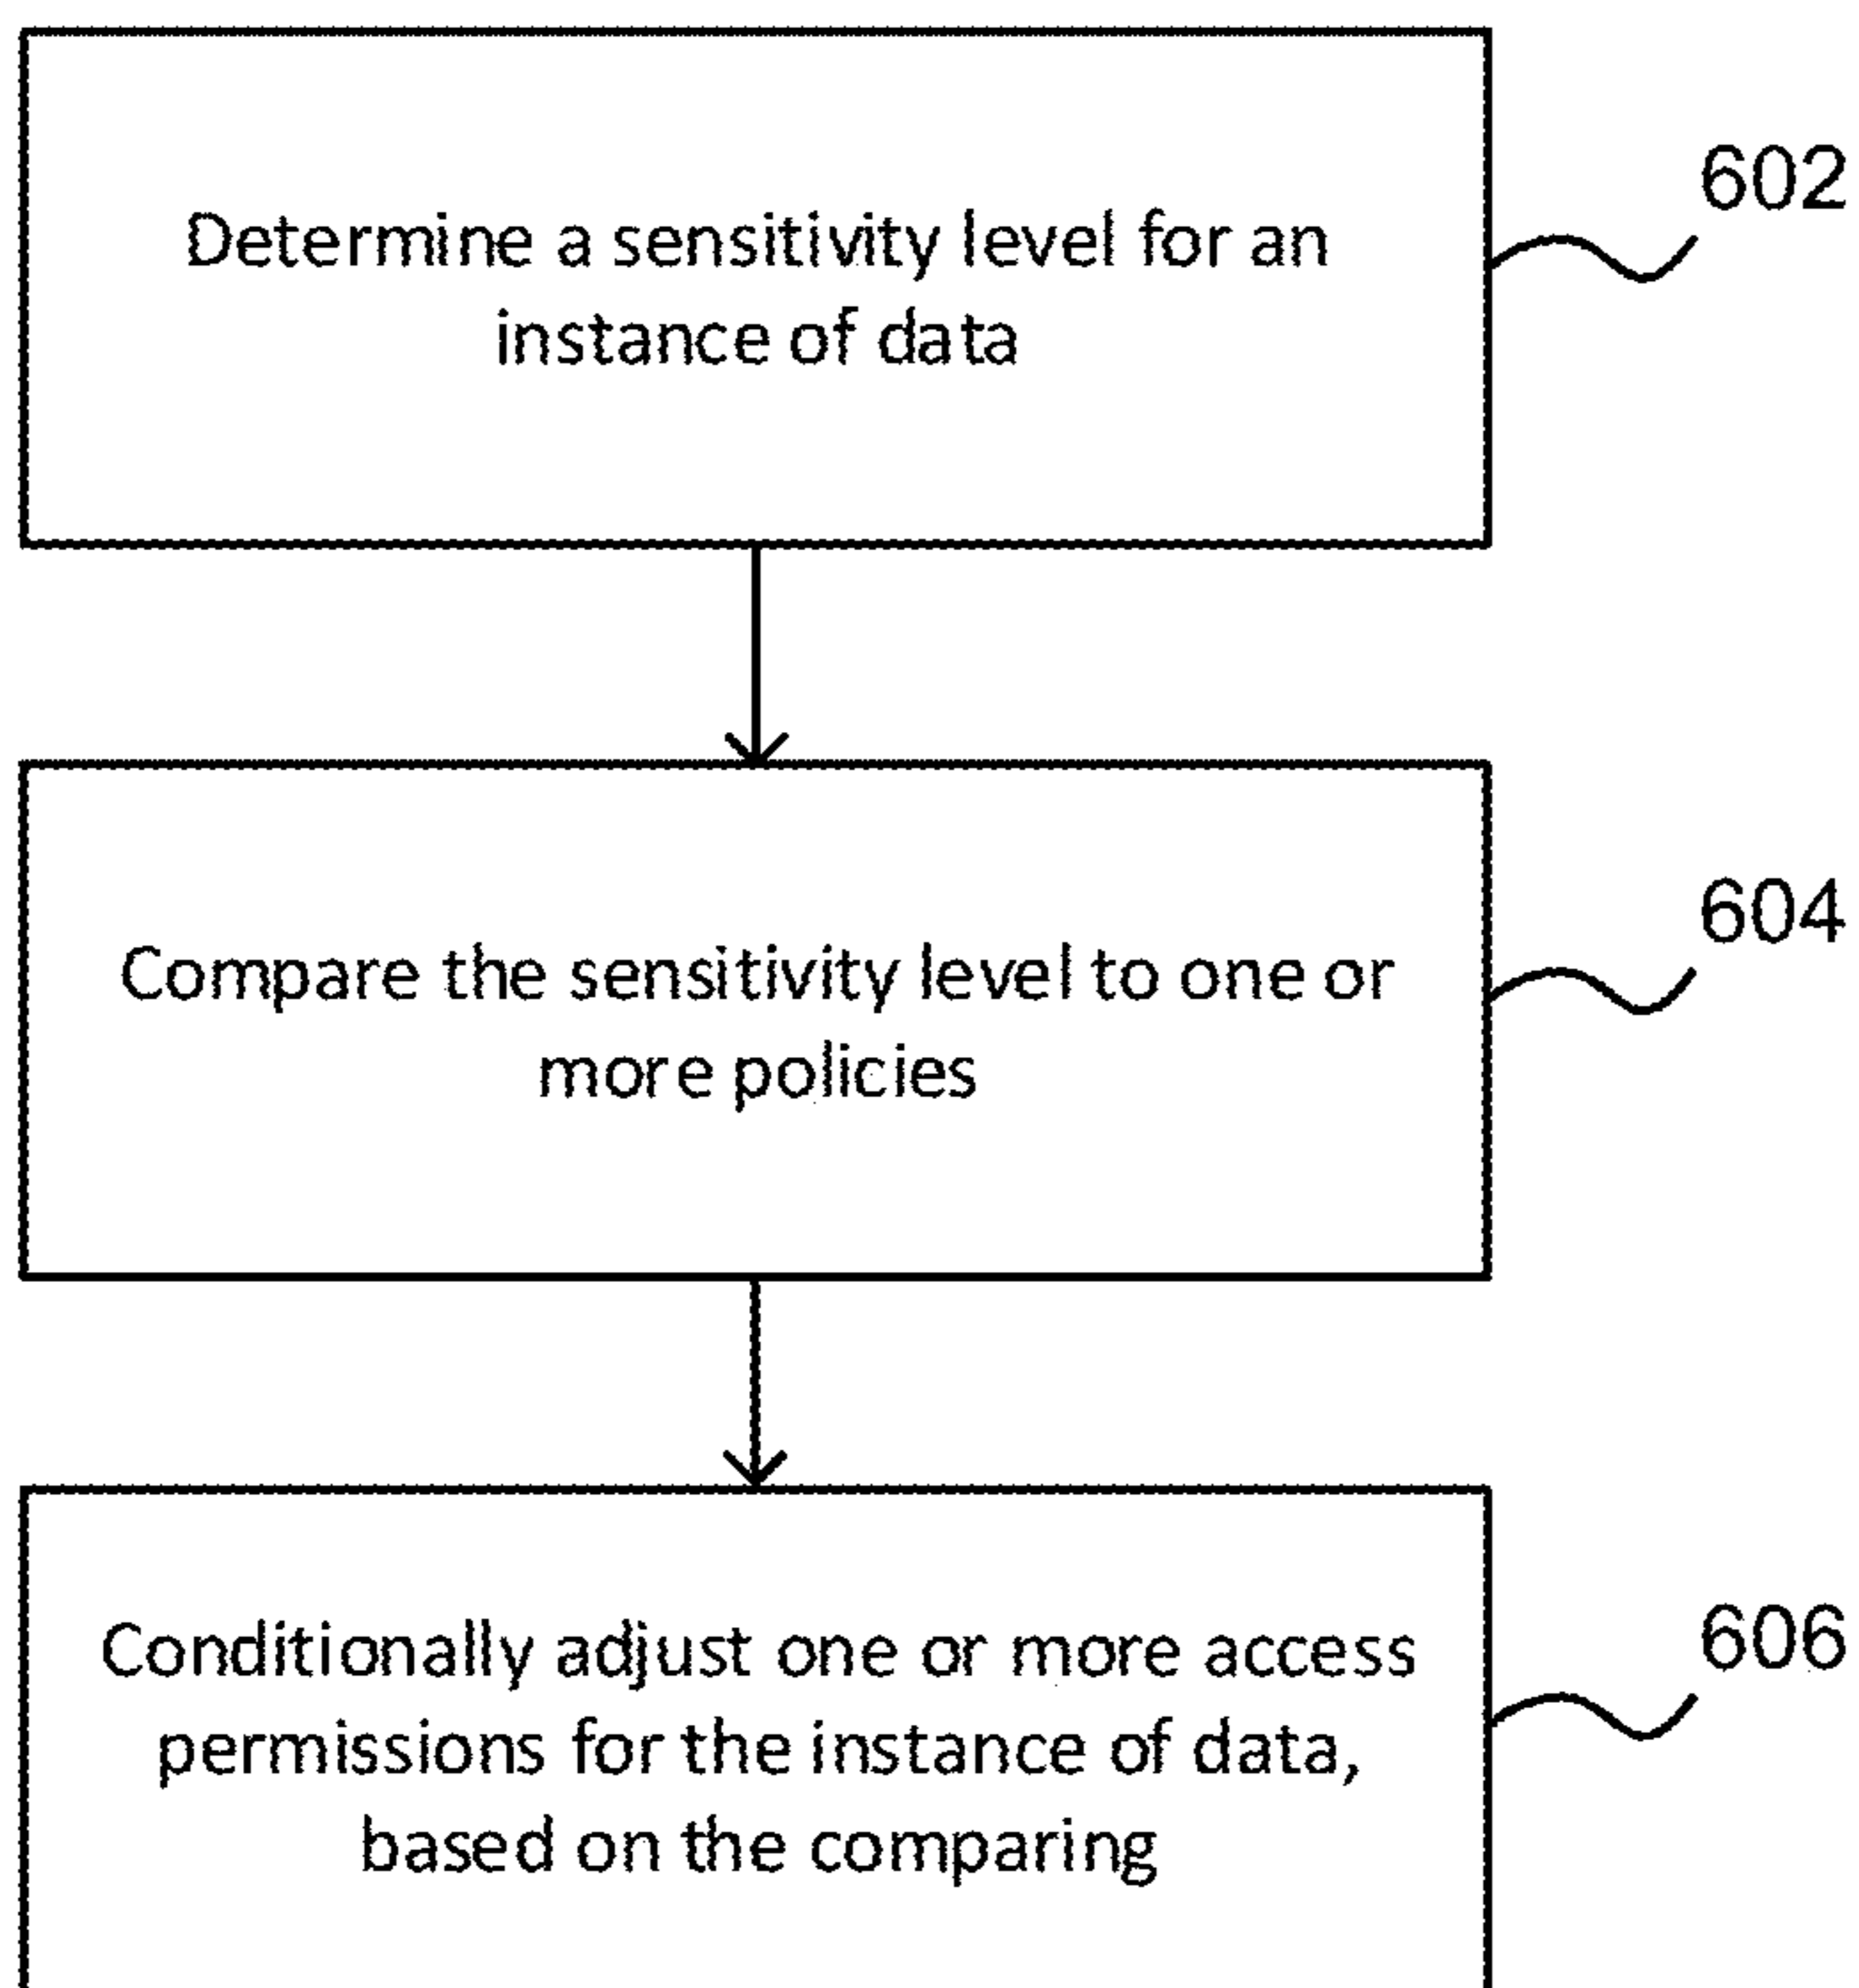 602
Determine a sensitivity level for an
instance of data
604
Compare the sensitivity level to one or
more policies
606
Conditionally adjust one or more access
permissions for the instance of data,
based on the comparing